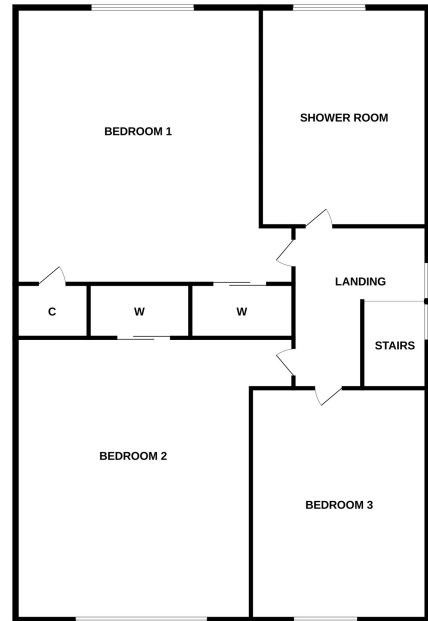 BEDROOM 1
SHOWER ROOM
LANDING
C
W
W
STAIRS
BEDROOM 2
BEDROOM 3